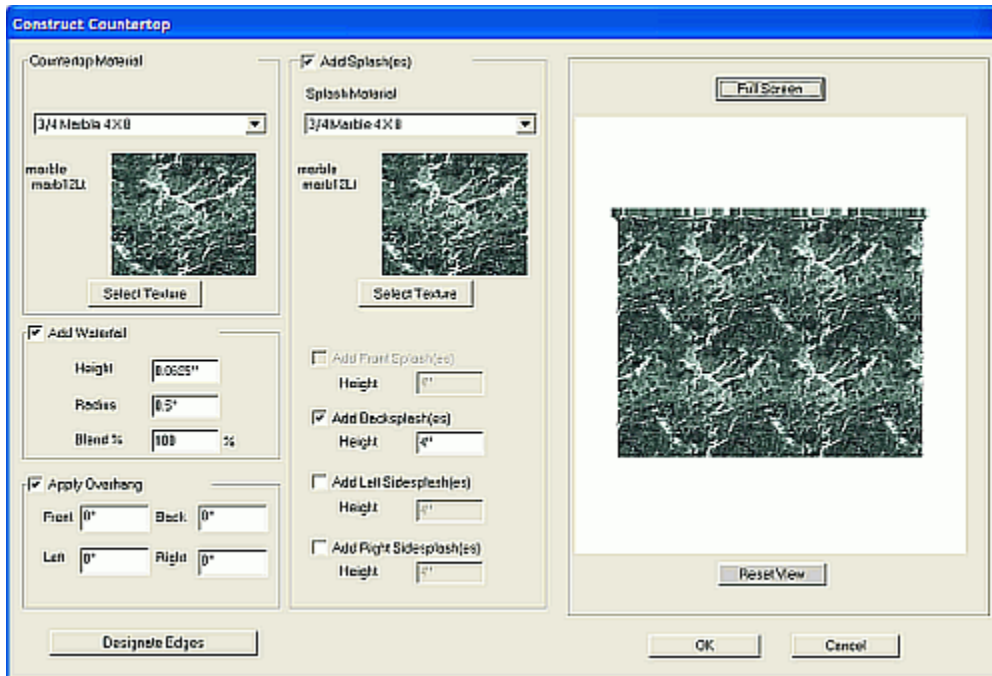 Construct Countertop
Countertop Material
3/4 Marble 4X8
marble
marb12Lt
Select Texture
Add Waterfall
Height 0.0625"
Radius 0.5"
Blend % 100 %
Apply Overhang
Front 0" Back 0"
Left 0" Right 0"
Designate Edges
Add Splash(es)
Splash Material
3/4 Marble 4X8
marble
marb12Lt
Select Texture
Add Front Splash(es)
Height 4"
Add Backsplash(es)
Height 4"
Add Left Sidesplash(es)
Height 4"
Add Right Sidesplash(es)
Height 4"
Full Screen
Reset View
OK Cancel